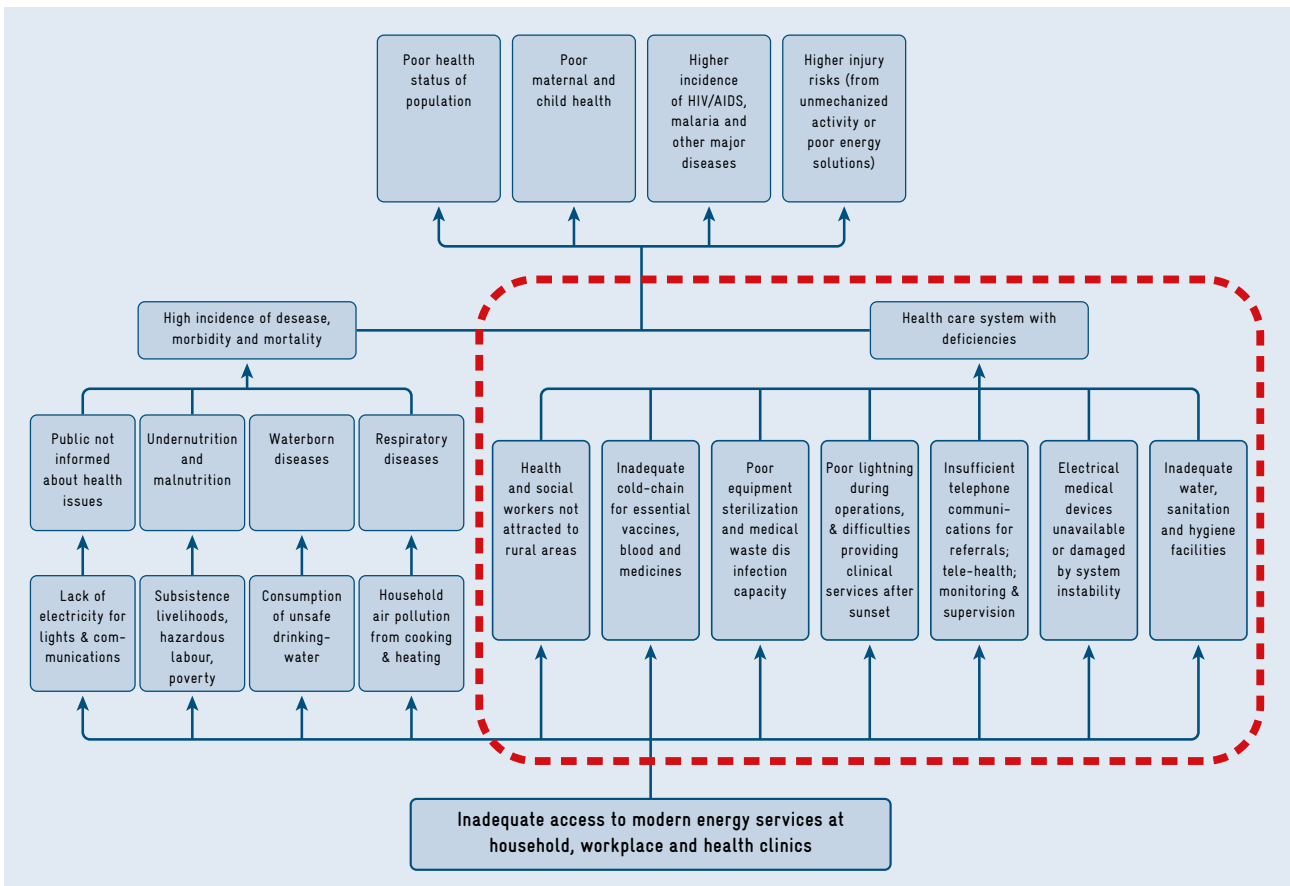 Poor health
status of
population
Poor
maternal and
child health
Higher
incidence
of HIV/AIDS,
malaria and
other major
diseases
Higher injury
risks (from
unmechanized
activity or
poor energy
solutions)
High incidence of desease,
morbidity and mortality
Health care system with
deficiencies
Public not
informed
about health
issues
Undernutrition
and
malnutrition
Waterborn
diseases
Respiratory
diseases
Health
and social
workers not
attracted to
rural areas
Inadequate
cold-chain
for essential
vaccines,
blood and
medicines
Poor
equipment
sterilization
and medical
waste dis
infection
capacity
Poor lightning
during
operations,
& difficulties
providing
clinical
services after
sunset
Insufficient
telephone
communi-
cations for
referrals;
tele-health;
monitoring &
supervision
Electrical
medical
devices
unavailable
or damaged
by system
instability
Inadequate
water,
sanitation
and hygiene
facilities
Lack of
electricity for
lights & com-
munications
Subsistence
livelihoods,
hazardous
labour,
poverty
Consumption
of unsafe
drinking-
water
Household
air pollution
from cooking
& heating
Inadequate access to modern energy services at
household, workplace and health clinics